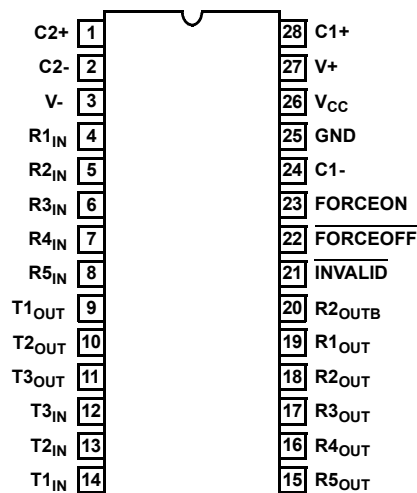 C2+ 1 28 C1+
C2- 2 27 V+
V- 3 26 VCC
R1IN 4 25 GND
R2IN 5 24 C1-
R3IN 6 23 FORCEON
R4IN 7 22 FORCEOFF
R5IN 8 21 INVALID
T1OUT 9 20 R2OUTB
T2OUT 10 19 R1OUT
T3OUT 11 18 R2OUT
T3IN 12 17 R3OUT
T2IN 13 16 R4OUT
T1IN 14 15 R5OUT